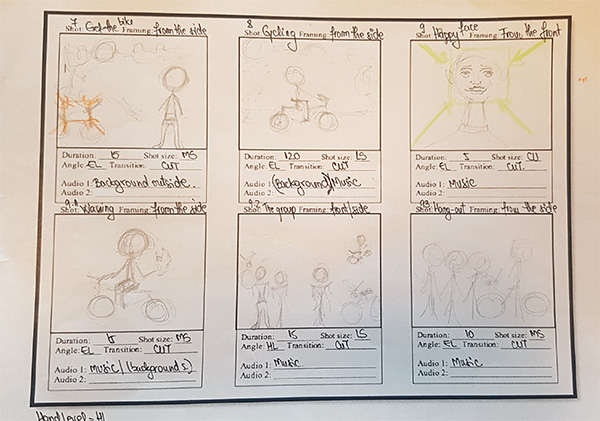 7
Shot: Get the bike Framing: from the side
Duration: 15 Shot size: MS
Angle: EL Transition: CUT
Audio 1: Background outside.
Audio 2:
8
Shot: Cycling Framing: from the side
Duration: 120 Shot size: LS
Angle: EL Transition: CUT
Audio 1: (Background) Music
Audio 2:
9
Shot: Happy face Framing: From the front
Duration: 5 Shot size: CU
Angle: EL Transition: CUT.
Audio 1: Music
Audio 2:
9.1
Shot: Waving Framing: from the side
Duration: 15 Shot size: MS
Angle: EL Transition: CUT
Audio 1: Music/(background s.)
Audio 2:
9.2
Shot: The group Framing: front/side
Duration: 15 Shot size: LS
Angle: HL Transition: CUT
Audio 1: Music.
Audio 2:
9.3
Shot: Hang-out Framing: from the side
Duration: 10 Shot size: MS
Angle: EL Transition: CUT
Audio 1: Music
Audio 2:
Hand Level = HL